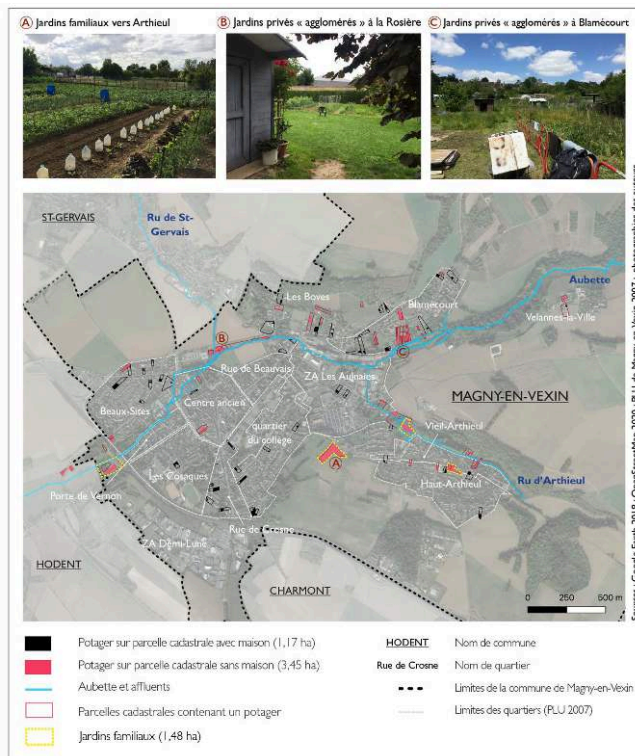 A Jardins familiaux vers Arthieul
B Jardins privés « agglomérés » à la Rosière
C Jardins privés « agglomérés » à Blamécourt
ST-GERVAIS
Ru de St-
Gervais
Aubette
Les Boves
Blamécourt
Velannes-la-Ville
B
C
Rue de Beauvais
ZA Les Aulnaies
MAGNY-EN-VEXIN
Beaux-Sites
Centre ancien
quartier
du collège
Vieil-Arthieul
A
Les Cosaques
Haut-Arthieul
Ru d'Arthieul
Porte de Vernon
Rue de Crosne
ZA Demi-Lune
HODENT
CHARMONT
0 250 500 m
Potager sur parcelle cadastrale avec maison (1,17 ha)
Potager sur parcelle cadastrale sans maison (3,45 ha)
Aubette et affluents
Parcelles cadastrales contenant un potager
Jardins familiaux (1,48 ha)
HODENT Nom de commune
Rue de Crosne Nom de quartier
Limites de la commune de Magny-en-Vexin
Limites des quartiers (PLU 2007)